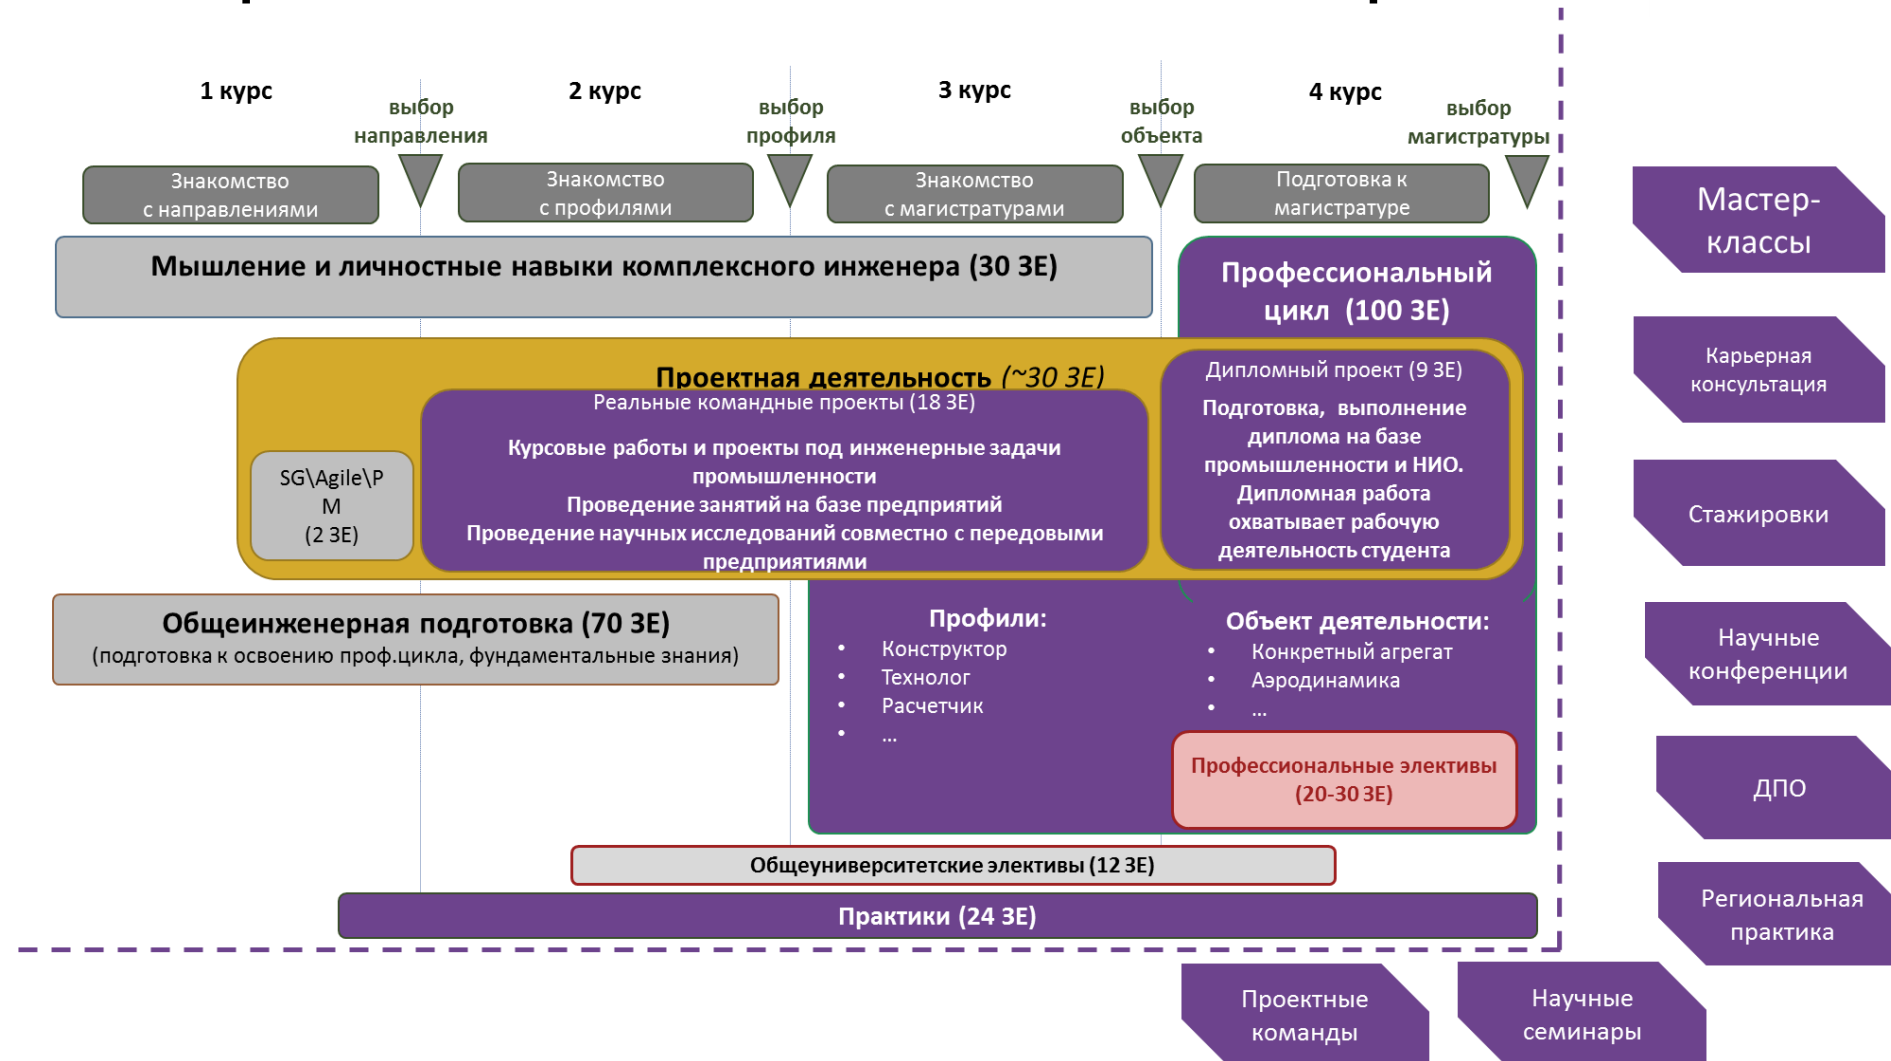 1 курс
2 курс
3 курс
4 курс
выбор
направления
выбор
профиля
выбор
объекта
выбор
магистратуры
Знакомство
с направлениями
Знакомство
с профилями
Знакомство
с магистратурами
Подготовка к
магистратуре
Мышление и личностные навыки комплексного инженера (30 ЗЕ)
Профессиональный
цикл (100 ЗЕ)
Проектная деятельность (~30 ЗЕ)
SG\Agile\P
M
(2 ЗЕ)
Реальные командные проекты (18 ЗЕ)
Курсовые работы и проекты под инженерные задачи
промышленности
Проведение занятий на базе предприятий
Проведение научных исследований совместно с передовыми
предприятиями
Дипломный проект (9 ЗЕ)
Подготовка, выполнение
диплома на базе
промышленности и НИО.
Дипломная работа
охватывает рабочую
деятельность студента
Общеинженерная подготовка (70 ЗЕ)
(подготовка к освоению проф.цикла, фундаментальные знания)
Профили:
• Конструктор
• Технолог
• Расчетчик
• ...
Объект деятельности:
• Конкретный агрегат
• Аэродинамика
• ...
Профессиональные элективы
(20-30 ЗЕ)
Общеуниверситетские элективы (12 ЗЕ)
Практики (24 ЗЕ)
Мастер-
классы
Карьерная
консультация
Стажировки
Научные
конференции
ДПО
Региональная
практика
Проектные
команды
Научные
семинары